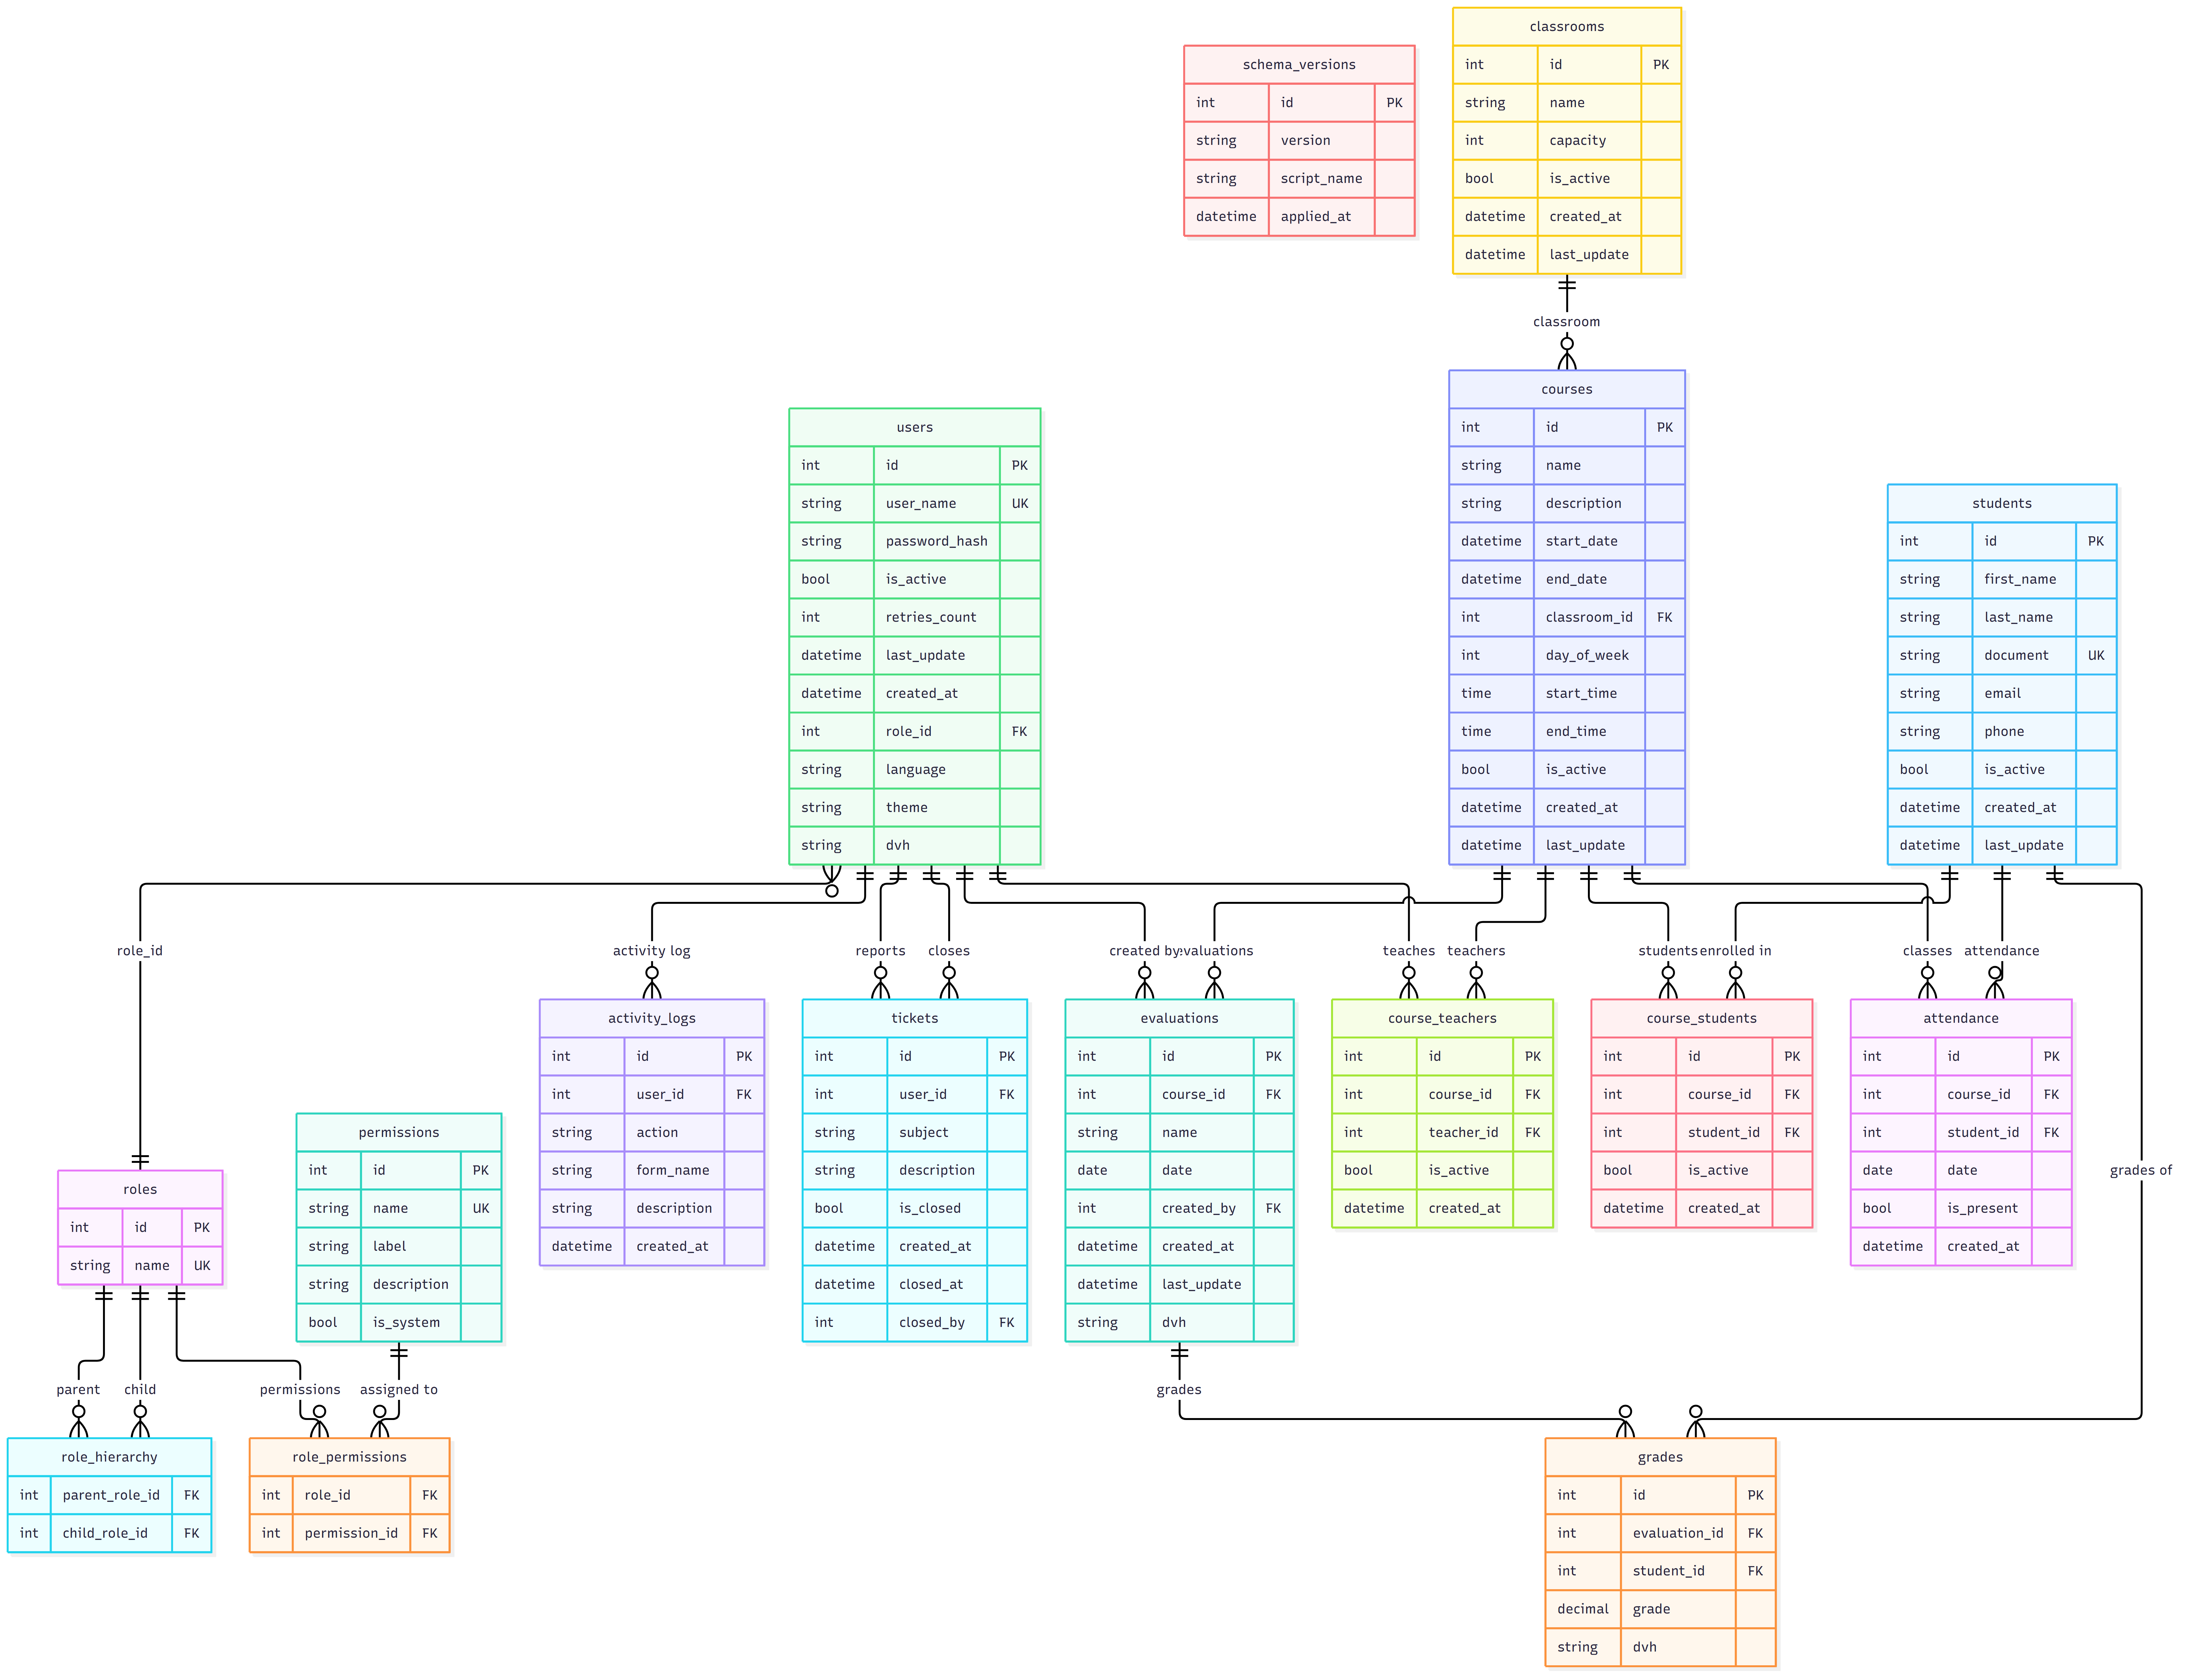 classrooms
int id PK
string name
int capacity
bool is_active
datetime created_at
datetime last_update
schema_versions
int id PK
string version
string script_name
datetime applied_at
classroom
courses
int id PK
string name
string description
datetime start_date
datetime end_date
int classroom_id FK
int day_of_week
time start_time
time end_time
bool is_active
datetime created_at
datetime last_update
users
int id PK
string user_name UK
string password_hash
bool is_active
int retries_count
datetime last_update
datetime created_at
int role_id FK
string language
string theme
string dvh
students
int id PK
string first_name
string last_name
string document UK
string email
string phone
bool is_active
datetime created_at
datetime last_update
role_id
activity log
reports
closes
created by
valuations
teaches
teachers
students
enrolled in
classes
attendance
activity_logs
int id PK
int user_id FK
string action
string form_name
string description
datetime created_at
tickets
int id PK
int user_id FK
string subject
string description
bool is_closed
datetime created_at
datetime closed_at
int closed_by FK
evaluations
int id PK
int course_id FK
string name
date date
int created_by FK
datetime created_at
datetime last_update
string dvh
course_teachers
int id PK
int course_id FK
int teacher_id FK
bool is_active
datetime created_at
course_students
int id PK
int course_id FK
int student_id FK
bool is_active
datetime created_at
attendance
int id PK
int course_id FK
int student_id FK
date date
bool is_present
datetime created_at
grades of
permissions
int id PK
string name UK
string label
string description
bool is_system
roles
int id PK
string name UK
parent
child
permissions
assigned to
grades
role_hierarchy
int parent_role_id FK
int child_role_id FK
role_permissions
int role_id FK
int permission_id FK
grades
int id PK
int evaluation_id FK
int student_id FK
decimal grade
string dvh